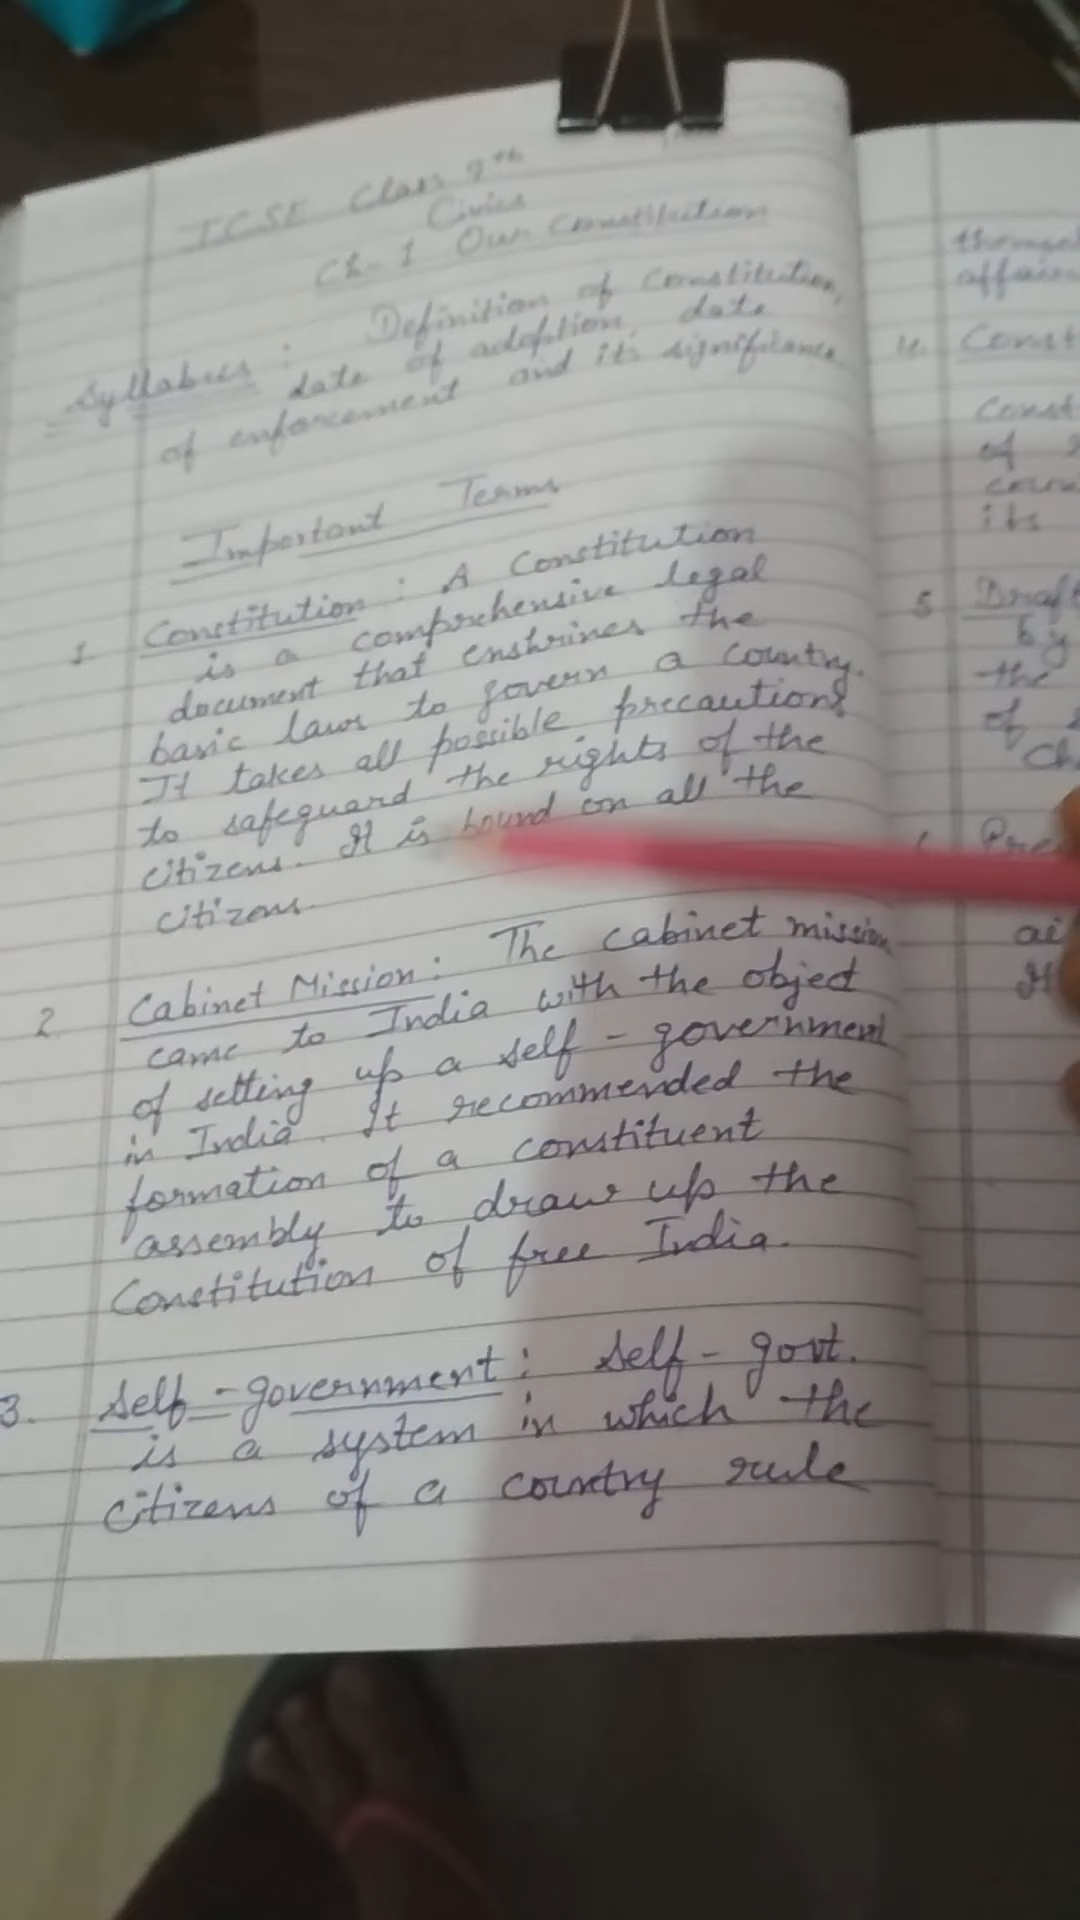 ICSE Class 9th
Civics
Ch-1 Our Constitution
Syllabus : Definition of Constitution,
date of adoption, date
of enforcement and its significance
Important Terms
1. Constitution : A Constitution
is a comprehensive legal
document that enshrines the
basic laws to govern a country.
It takes all possible precautions
to safeguard the rights of the
citizens. It is bound on all the
citizens.
2. Cabinet Mission : The cabinet mission
came to India with the object
of setting up a self - government
in India. It recommended the
formation of a constituent
assembly to draw up the
Constitution of free India.
3. Self - government : Self - govt.
is a system in which the
citizens of a country rule
4. Const
Const
of
its
5 Draft
by
the
of
Ch
Pre
ai
It